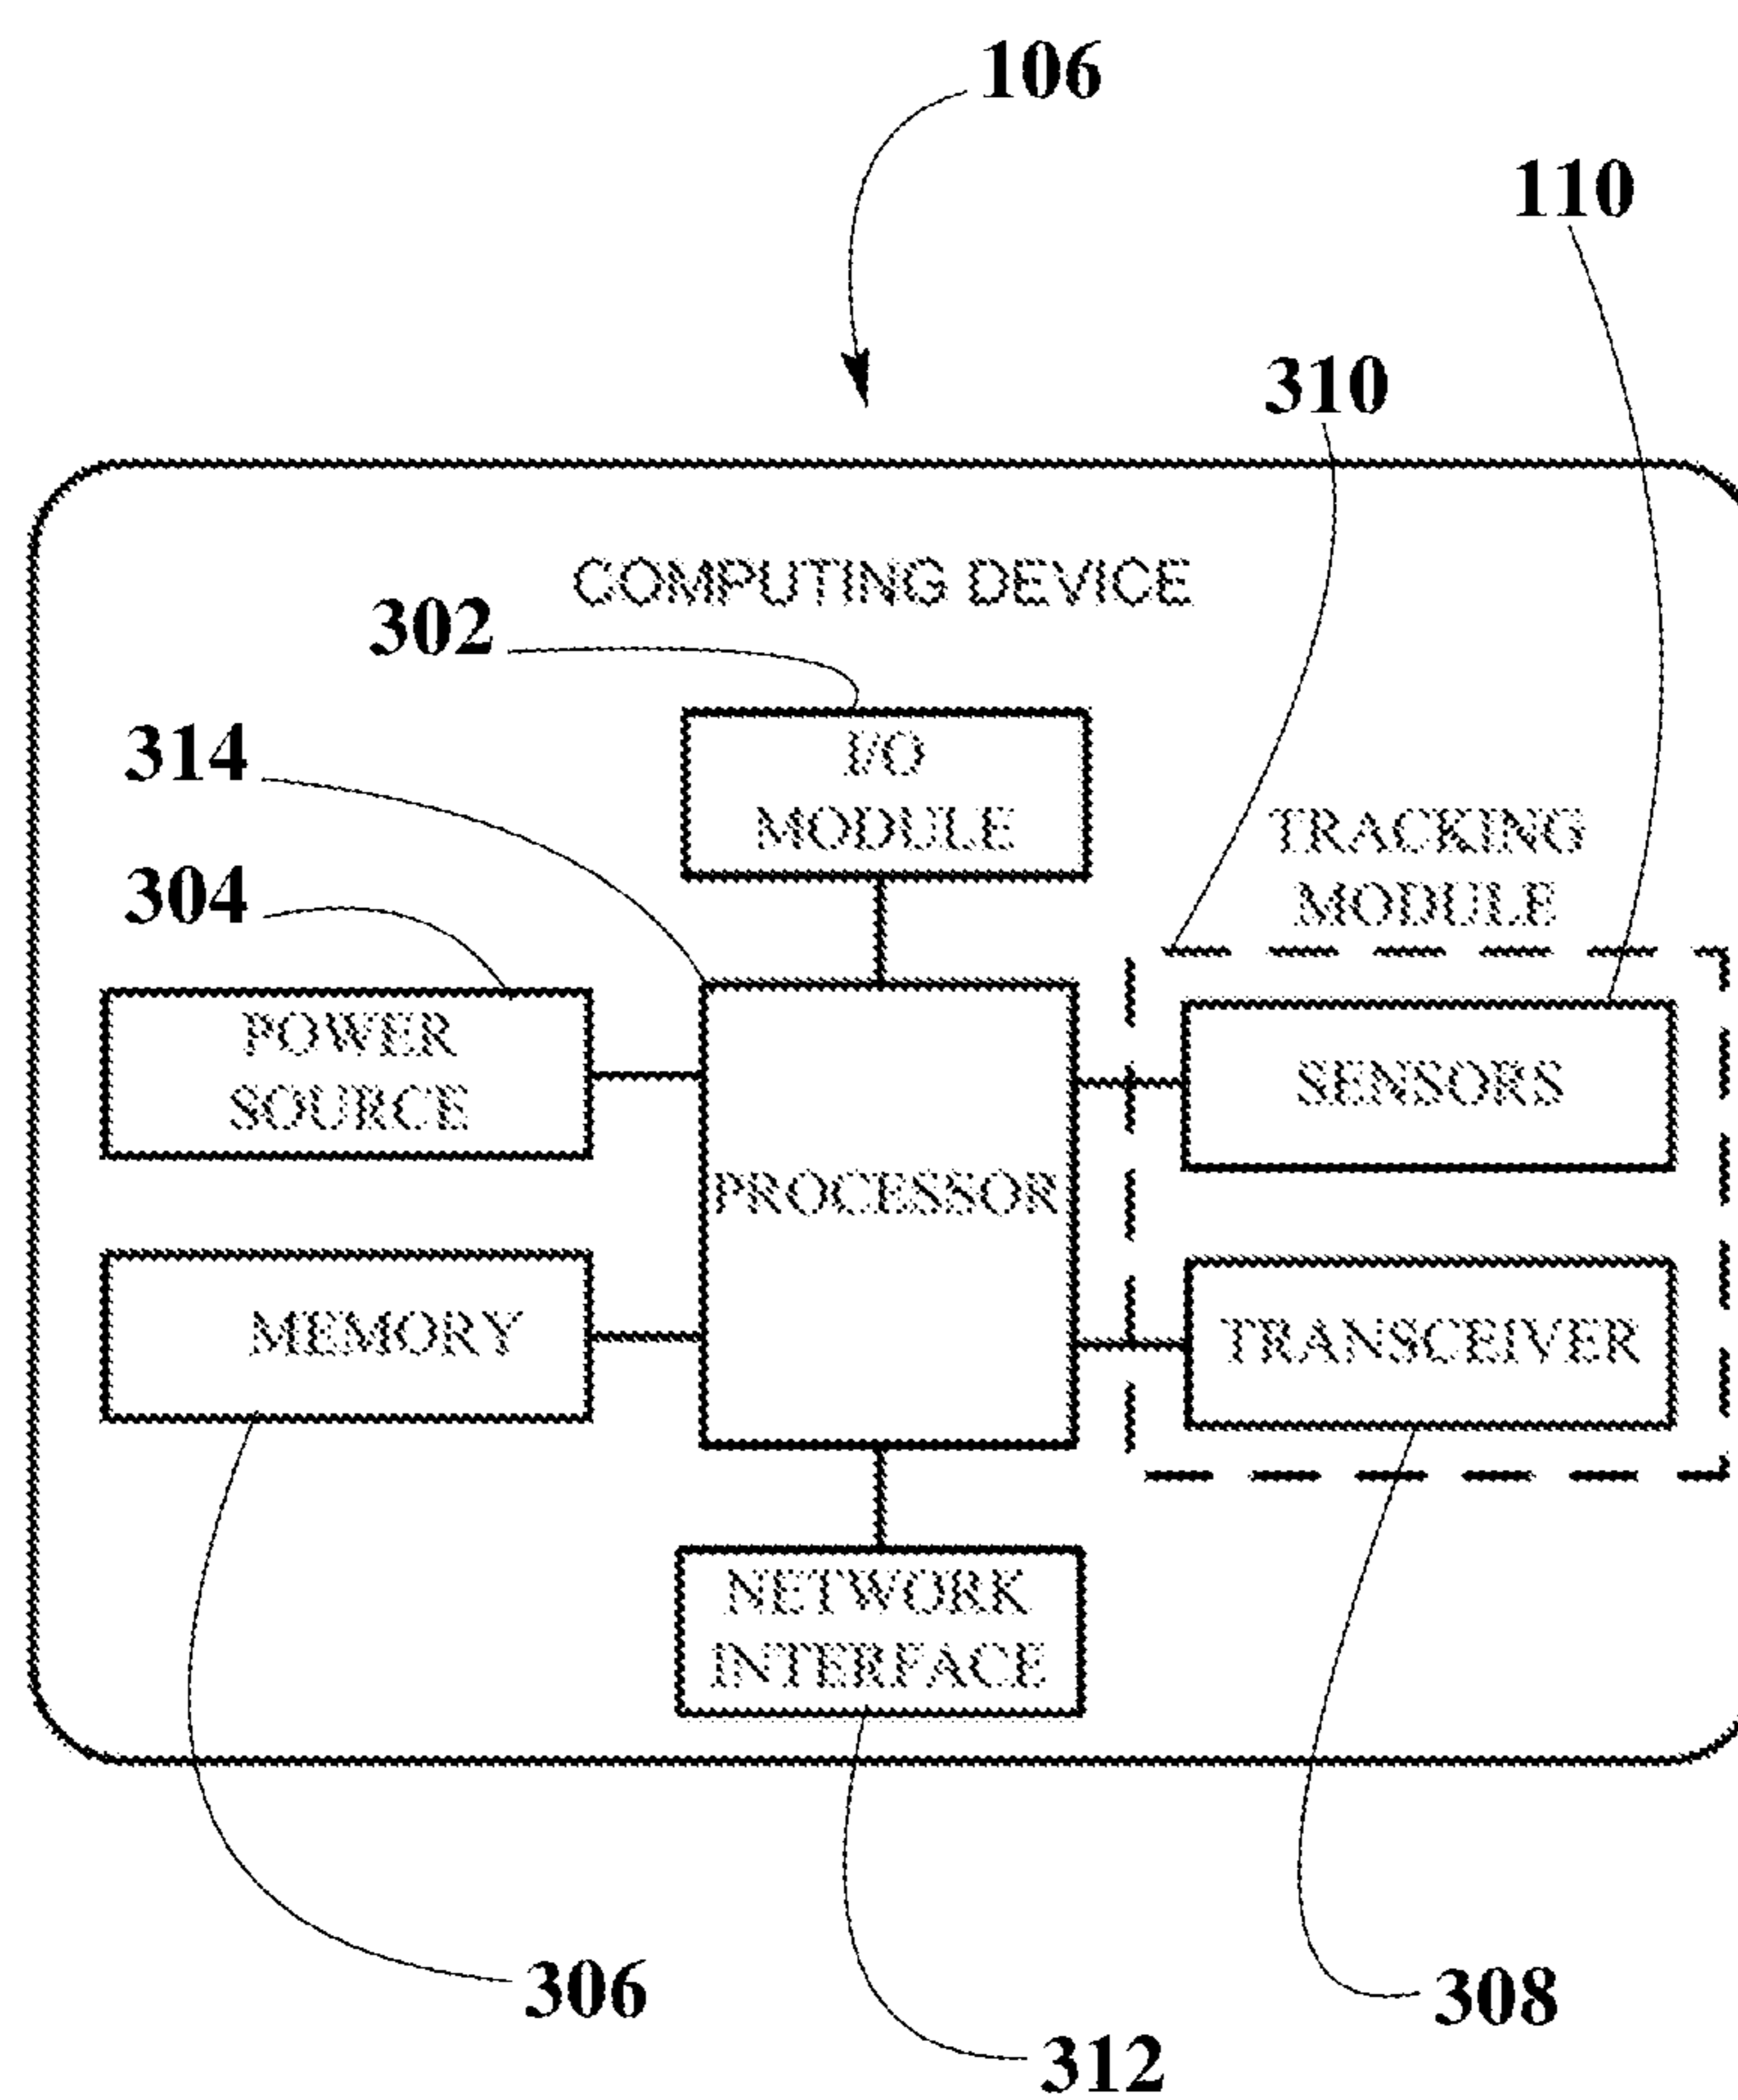 106
110
310
COMPUTING DEVICE
302
314
I/O
MODULE
TRACKING
MODULE
304
POWER
SOURCE
SENSORS
PROCESSOR
MEMORY
TRANSCEIVER
NETWORK
INTERFACE
306
308
312